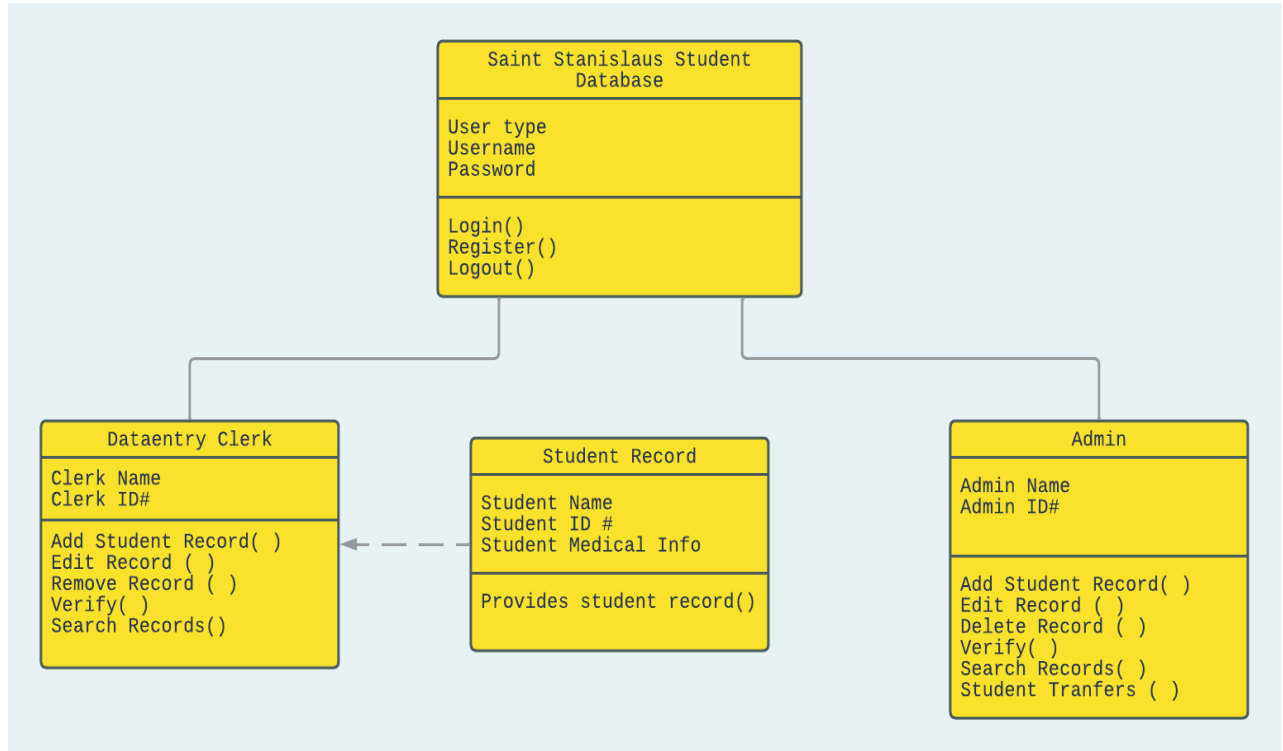 Saint Stanislaus Student
Database
User type
Username
Password
Login()
Register()
Logout()
Dataentry Clerk
Clerk Name
Clerk ID#
Add Student Record( )
Edit Record ( )
Remove Record ( )
Verify( )
Search Records()
Student Record
Student Name
Student ID #
Student Medical Info
Provides student record()
Admin
Admin Name
Admin ID#
Add Student Record( )
Edit Record ( )
Delete Record ( )
Verify( )
Search Records( )
Student Tranfers ( )